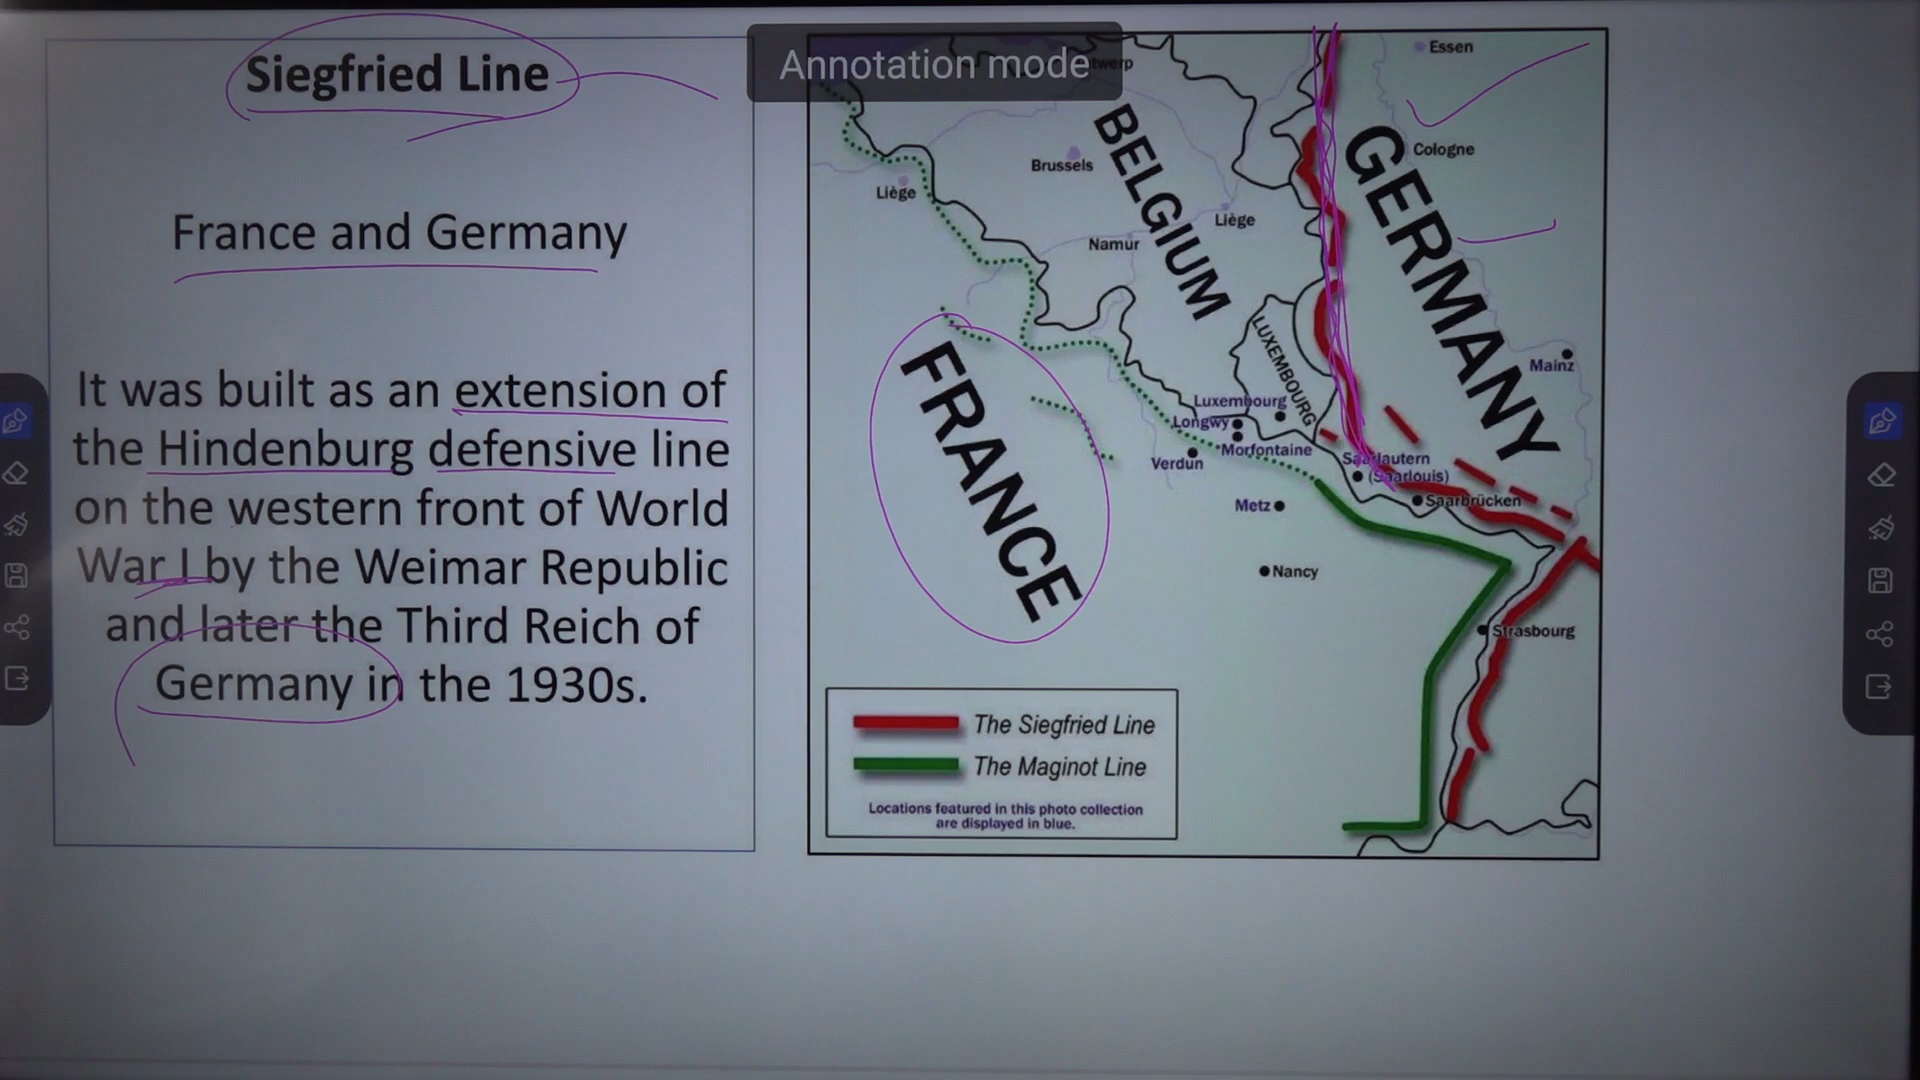 Siegfried Line
France and Germany
It was built as an extension of
the Hindenburg defensive line
on the western front of World
War I by the Weimar Republic
and later the Third Reich of
Germany in the 1930s.
Annotation mode
twerp
Essen
Cologne
GERMANY
BELGIUM
Brussels
Liège
Liège
Namur
LUXEMBOURG
Mainz
FRANCE
Luxembourg
Longwy
Morfontaine
Verdun
Saarlautern
(Saarlouis)
Saarbrücken
Metz
Nancy
Strasbourg
The Siegfried Line
The Maginot Line
Locations featured in this photo collection
are displayed in blue.